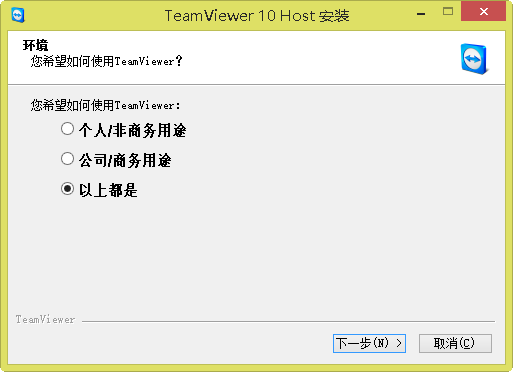 TeamViewer 10 Host 安装
环境
您希望如何使用TeamViewer?
您希望如何使用TeamViewer:
个人/非商务用途
公司/商务用途
以上都是
TeamViewer
下一步(N) >
取消(C)